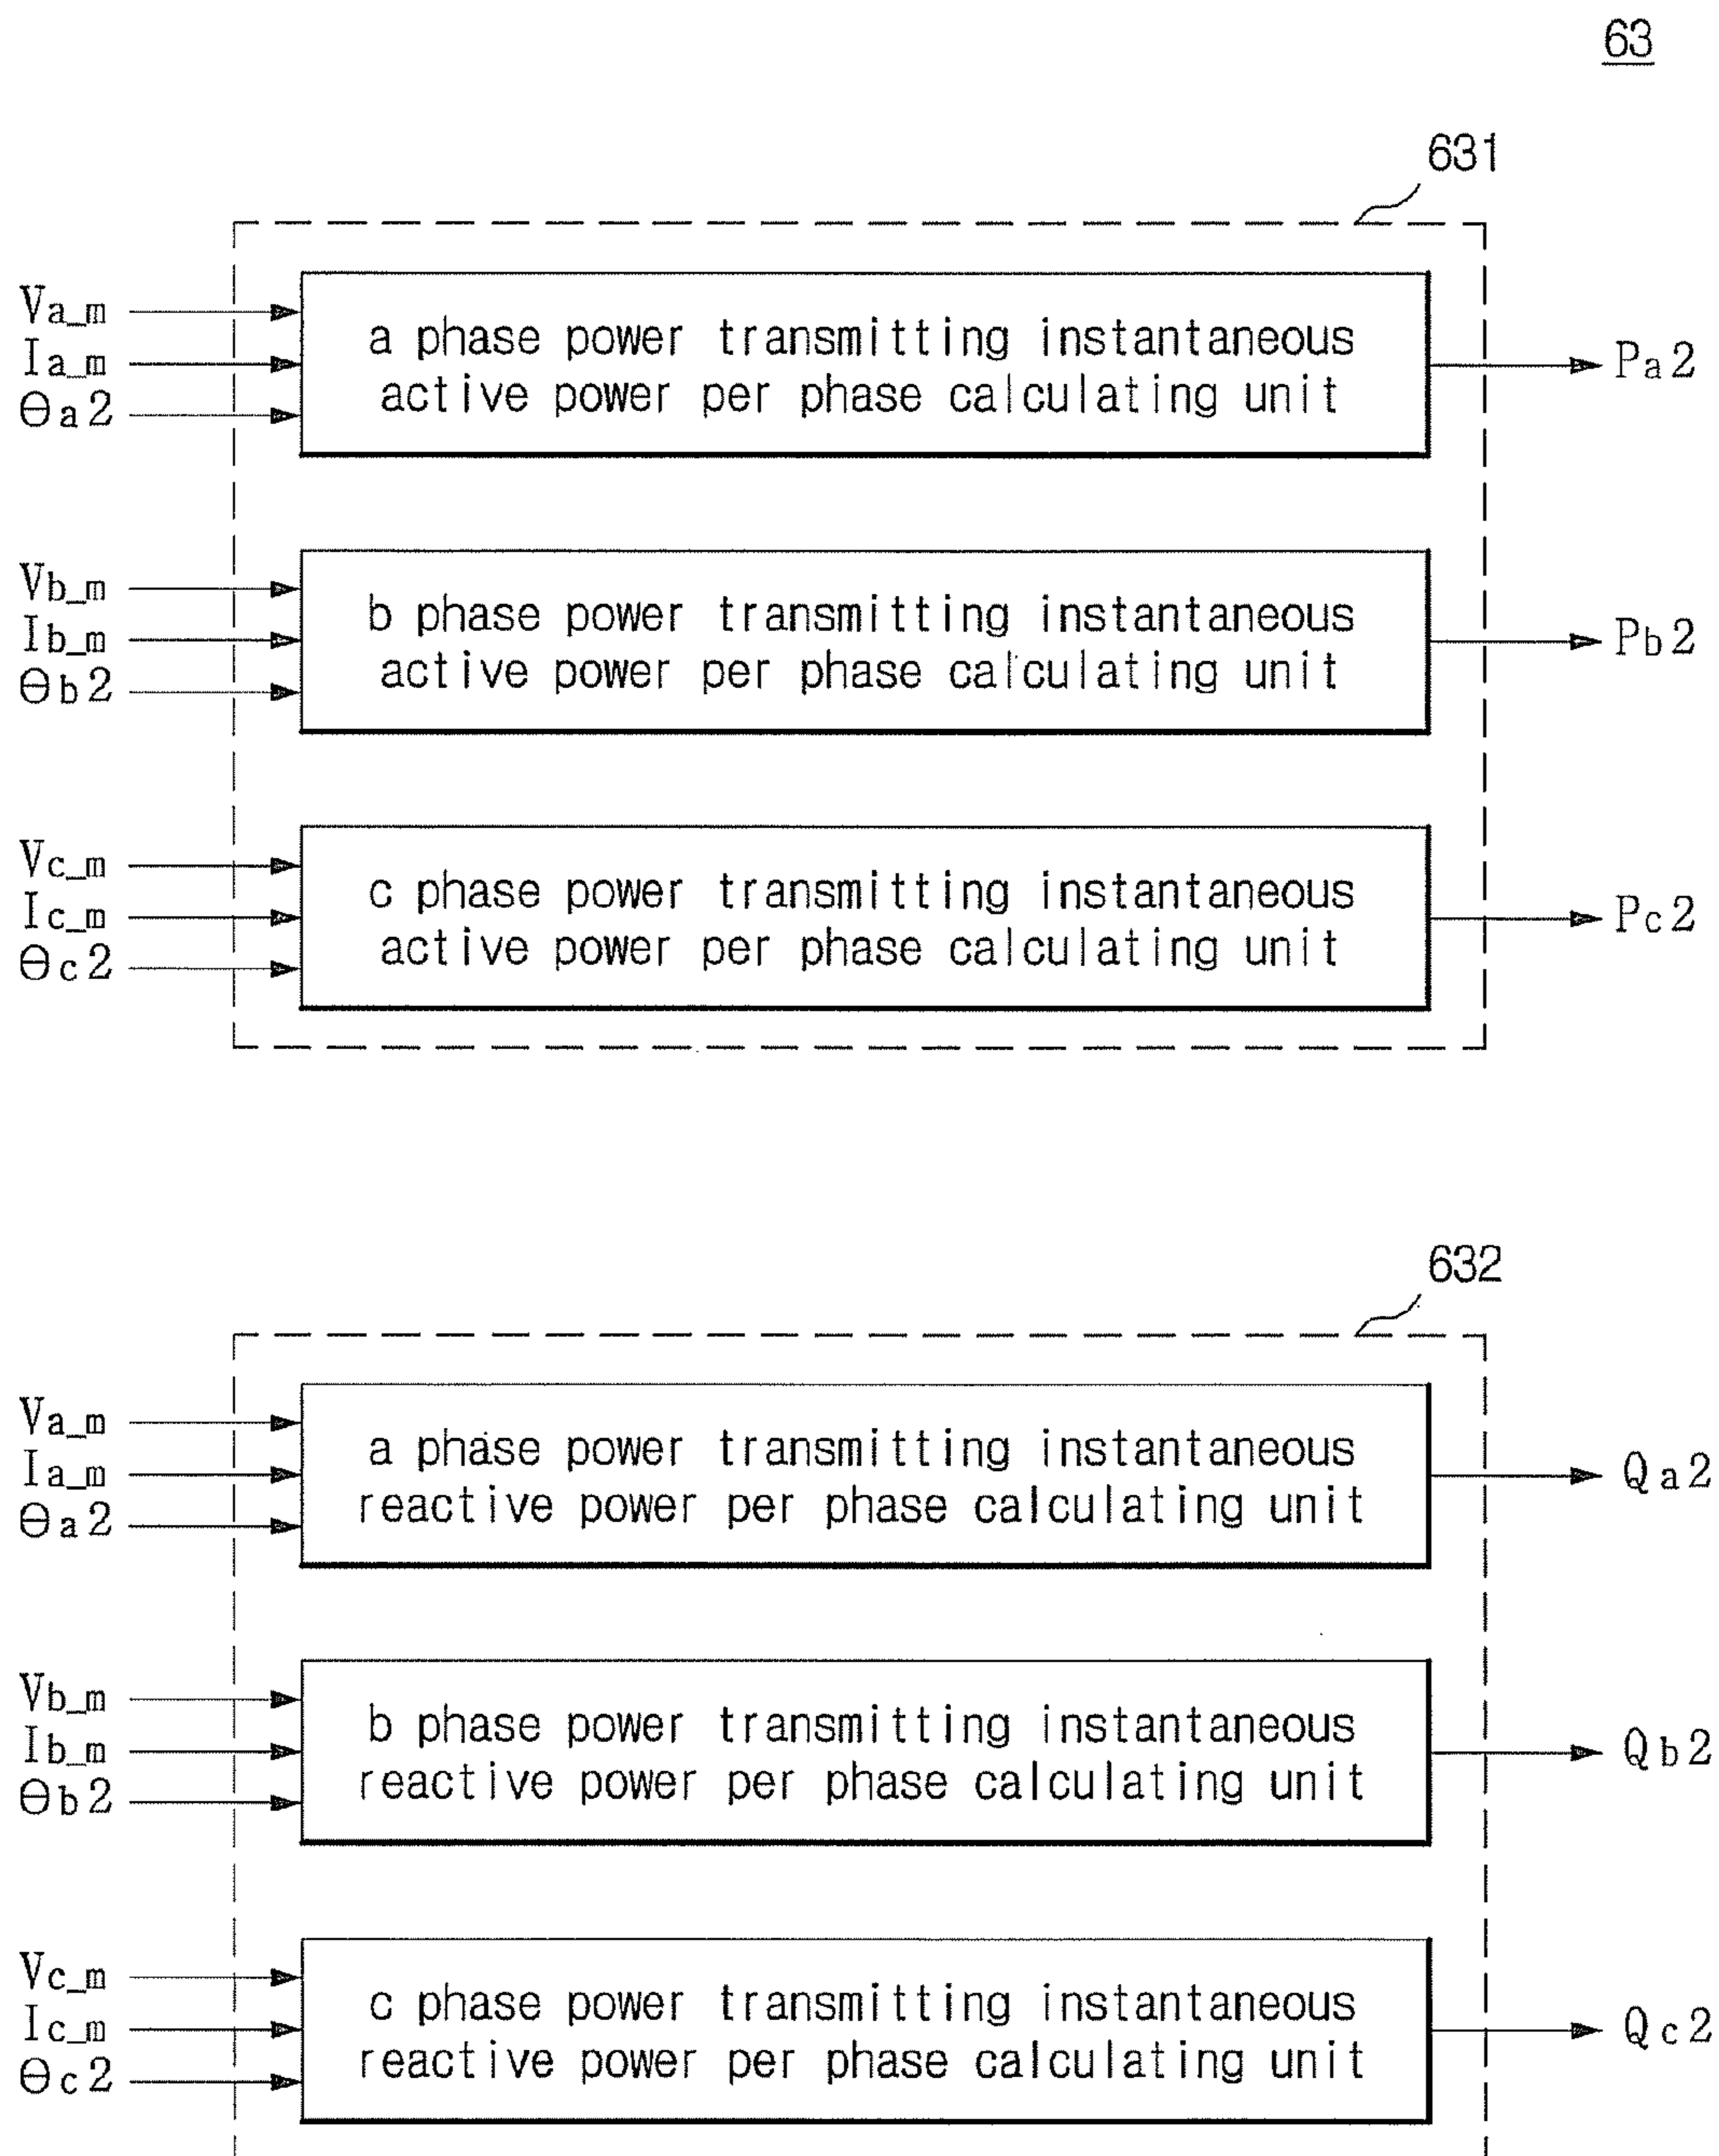 63
631
Va_m
Ia_m
Θa2
a phase power transmitting instantaneous
active power per phase calculating unit
Pa2
Vb_m
Ib_m
Θb2
b phase power transmitting instantaneous
active power per phase calculating unit
Pb2
Vc_m
Ic_m
Θc2
c phase power transmitting instantaneous
active power per phase calculating unit
Pc2
632
Va_m
Ia_m
Θa2
a phase power transmitting instantaneous
reactive power per phase calculating unit
Qa2
Vb_m
Ib_m
Θb2
b phase power transmitting instantaneous
reactive power per phase calculating unit
Qb2
Vc_m
Ic_m
Θc2
c phase power transmitting instantaneous
reactive power per phase calculating unit
Qc2